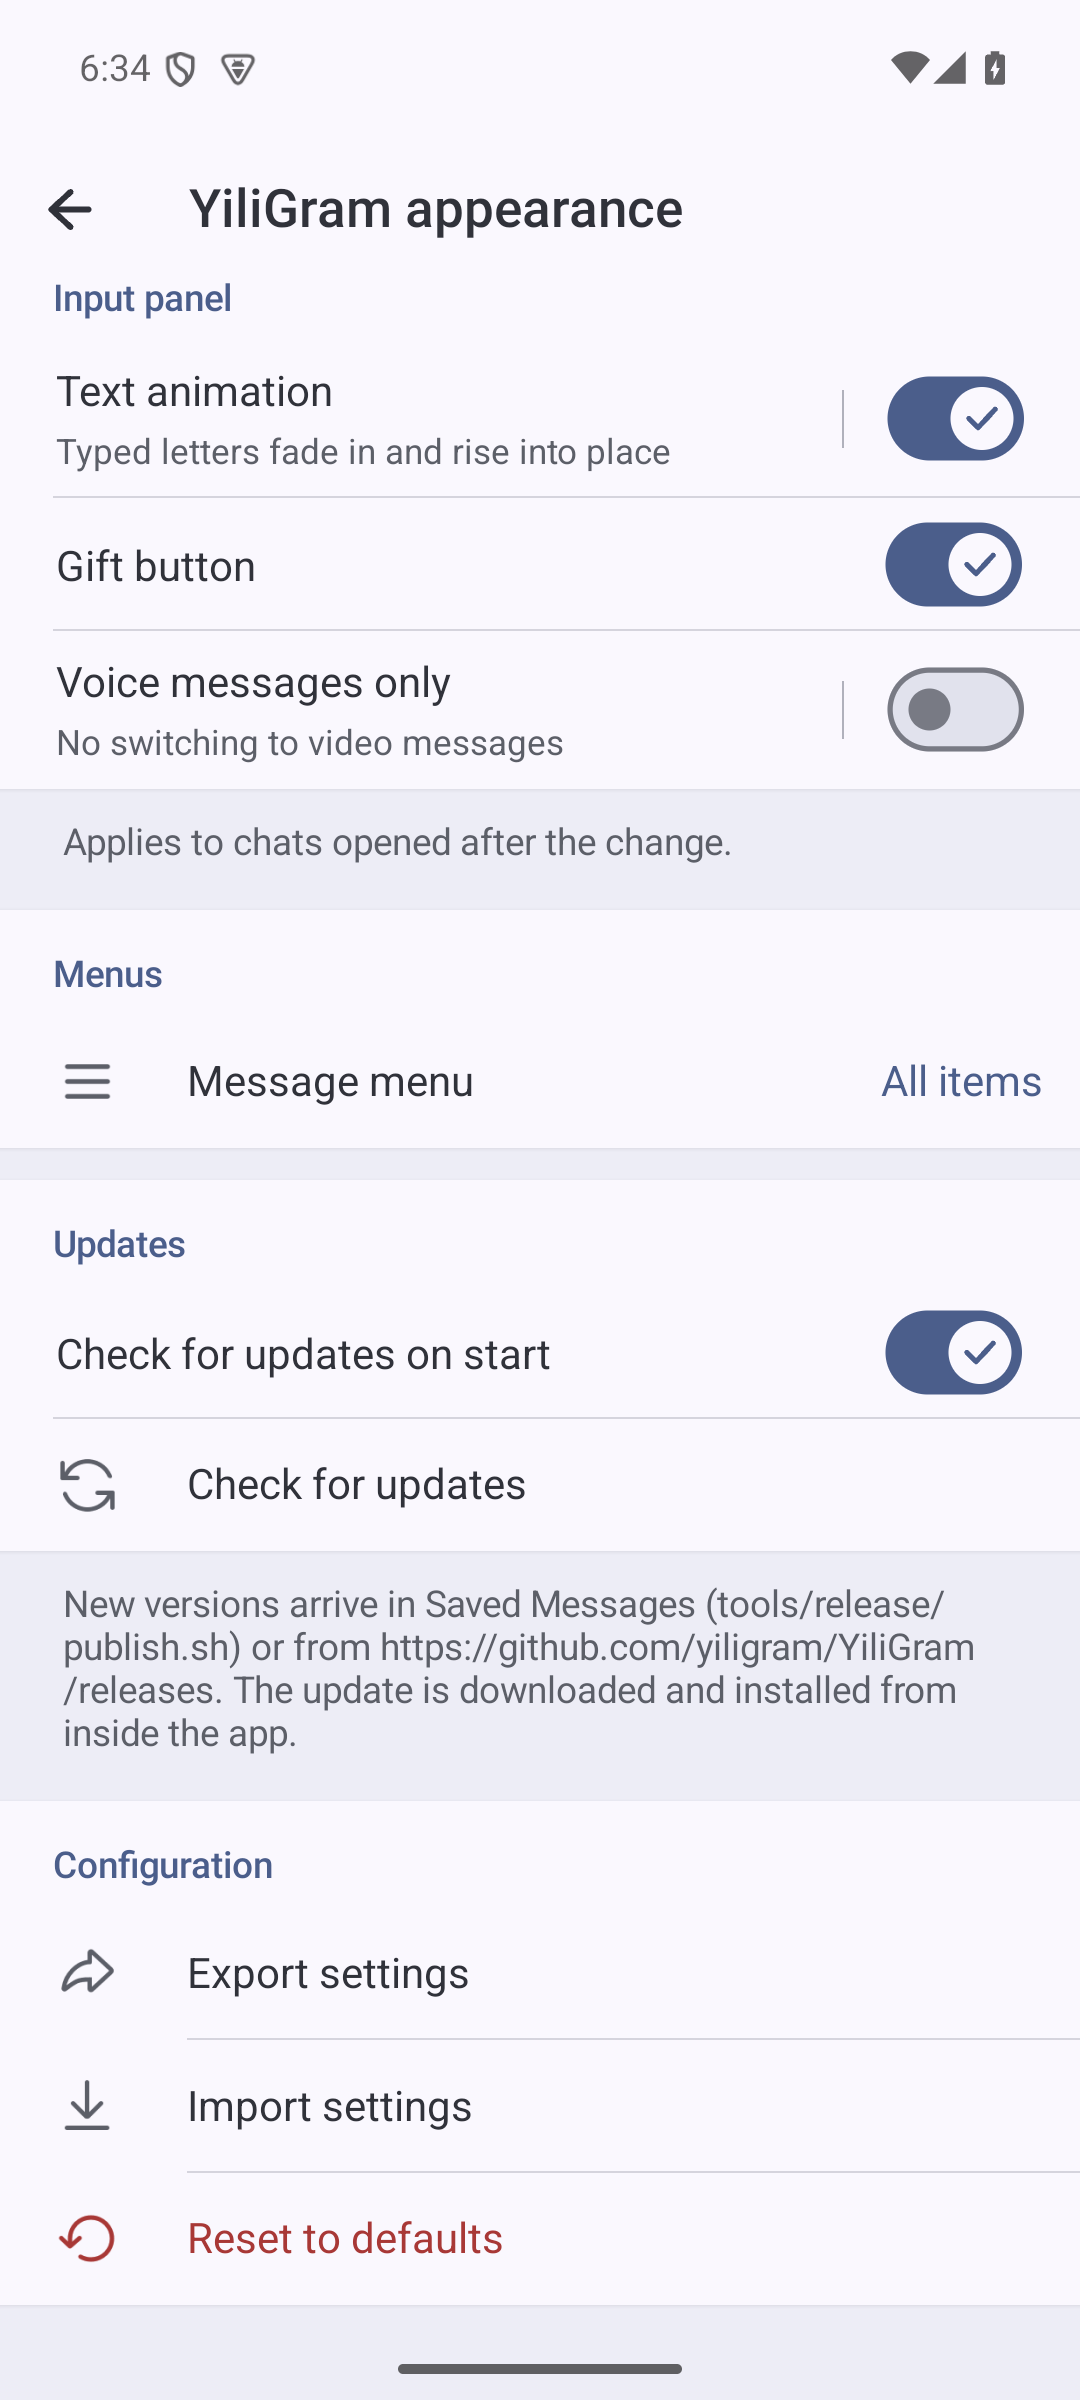 6:34
YiliGram appearance
Input panel
Text animation
Typed letters fade in and rise into place
Gift button
Voice messages only
No switching to video messages
Applies to chats opened after the change.
Menus
Message menu
All items
Updates
Check for updates on start
Check for updates
New versions arrive in Saved Messages (tools/release/
publish.sh) or from https://github.com/yiligram/YiliGram
/releases. The update is downloaded and installed from
inside the app.
Configuration
Export settings
Import settings
Reset to defaults